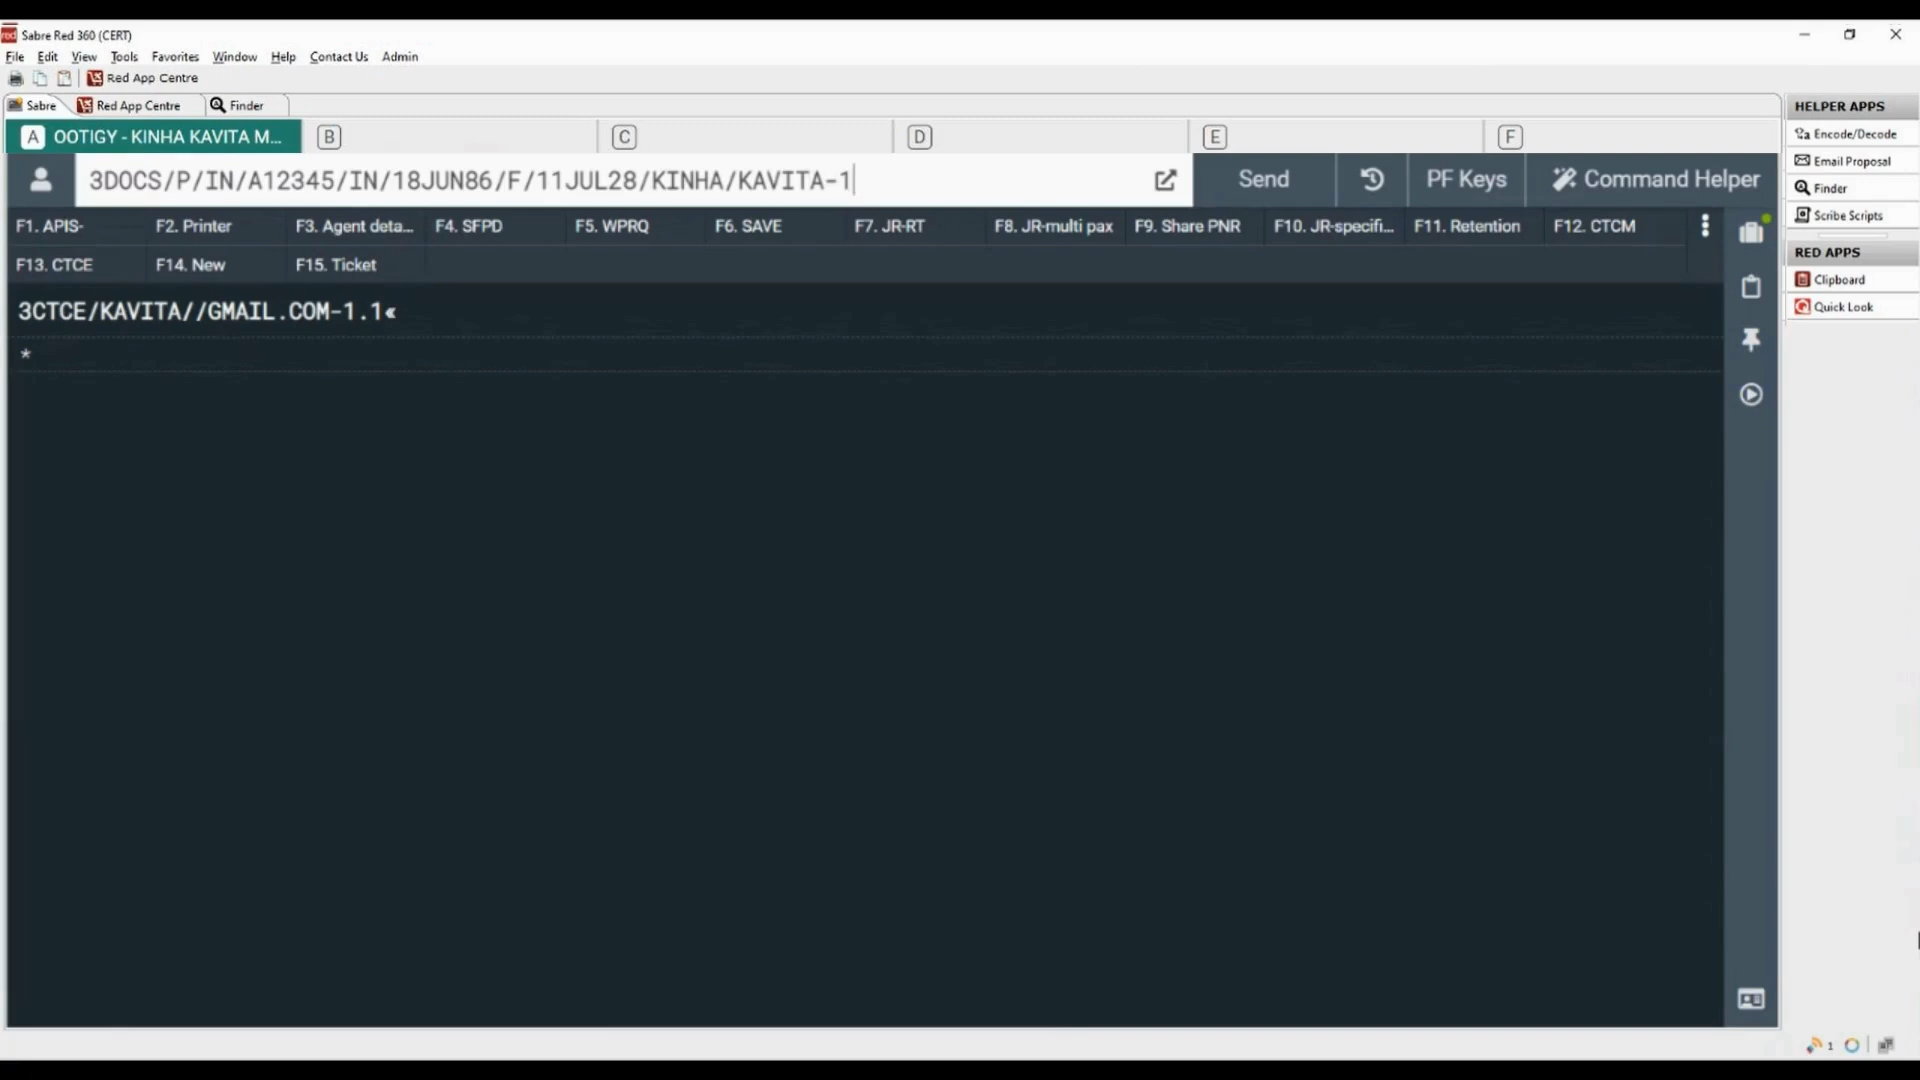 red Sabre Red 360 (CERT)
File Edit View Tools Favorites Window Help Contact Us Admin
Red App Centre
Sabre Red App Centre Finder
A OOTIGY - KINHA KAVITA M... B C D E F
3DOCS/P/IN/A12345/IN/18JUN86/F/11JUL28/KINHA/KAVITA-1 Send PF Keys Command Helper
F1. APIS- F2. Printer F3. Agent deta... F4. SFPD F5. WPRQ F6. SAVE F7. JR-RT F8. JR-multi pax F9. Share PNR F10. JR-specifi... F11. Retention F12. CTCM
F13. CTCE F14. New F15. Ticket
3CTCE/KAVITA//GMAIL.COM-1.1«
*
HELPER APPS
Encode/Decode
Email Proposal
Finder
Scribe Scripts
RED APPS
Clipboard
Quick Look
1